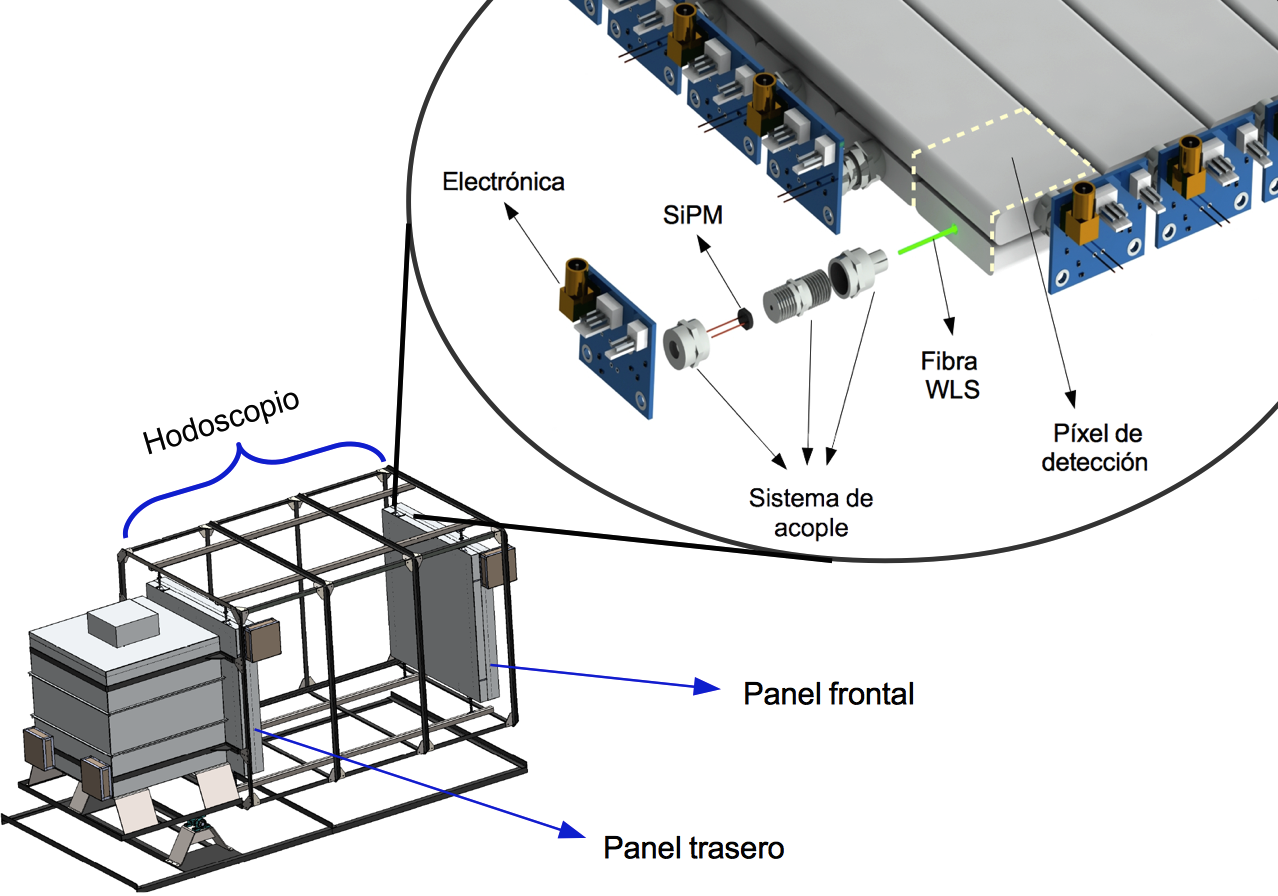 Electrónica
SiPM
Fibra
WLS
Píxel de
detección
Sistema de
acople
Hodoscopio
Panel frontal
Panel trasero